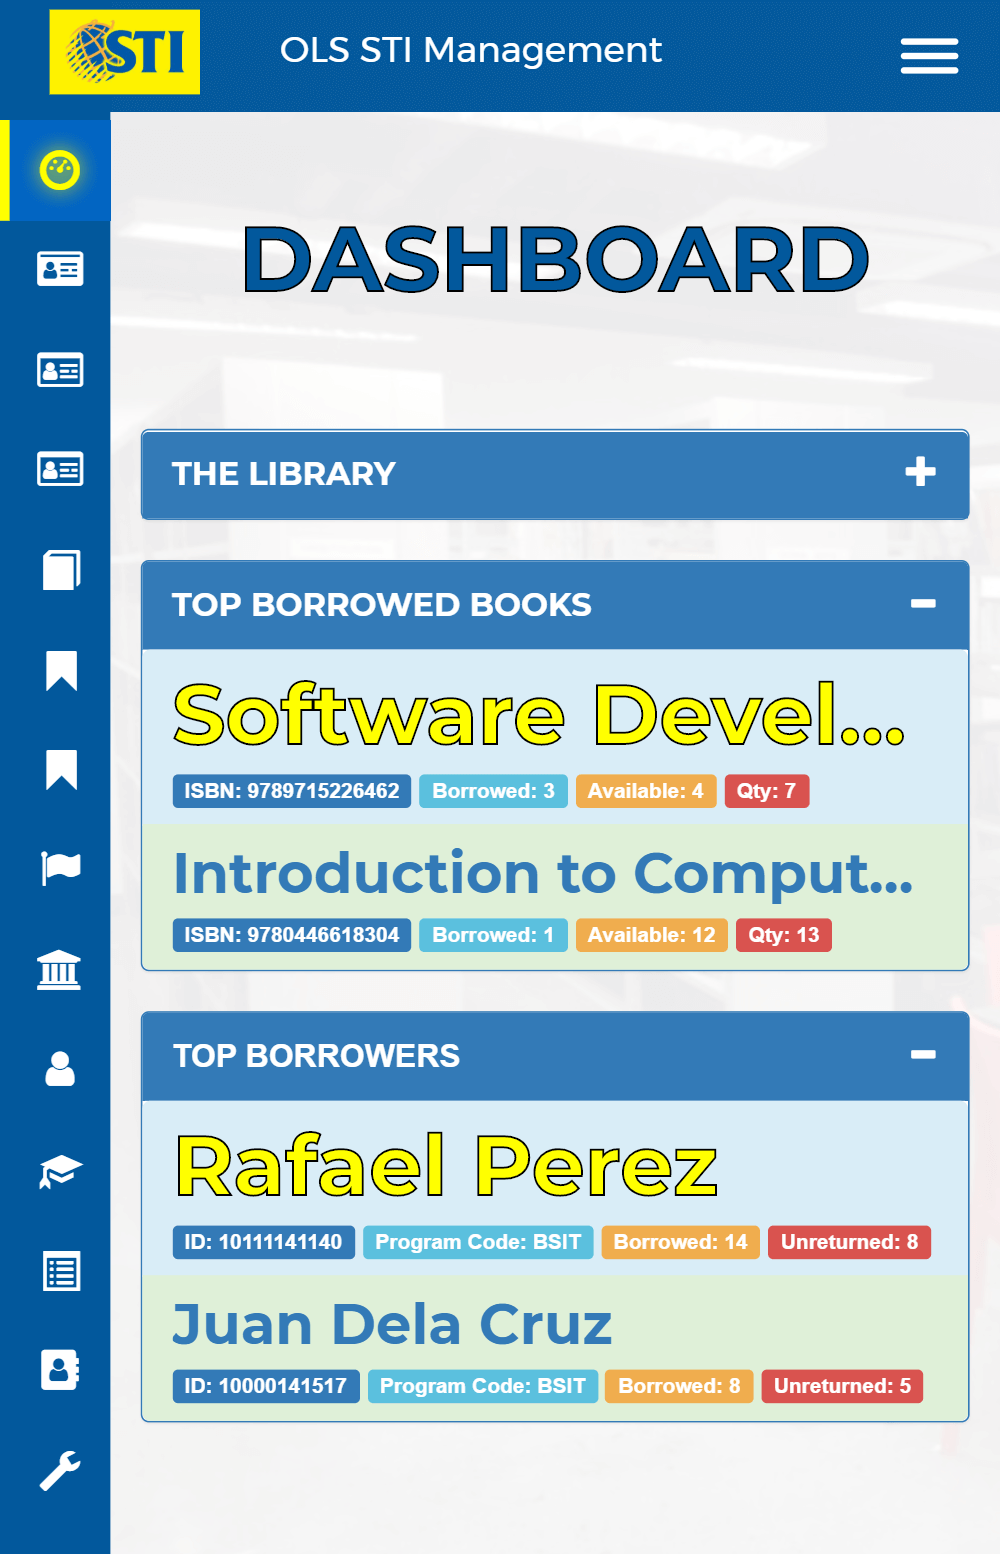 STI
OLS STI Management
DASHBOARD
THE LIBRARY
TOP BORROWED BOOKS
Software Devel...
ISBN: 9789715226462 Borrowed: 3 Available: 4 Qty: 7
Introduction to Comput...
ISBN: 9780446618304 Borrowed: 1 Available: 12 Qty: 13
TOP BORROWERS
Rafael Perez
ID: 10111141140 Program Code: BSIT Borrowed: 14 Unreturned: 8
Juan Dela Cruz
ID: 10000141517 Program Code: BSIT Borrowed: 8 Unreturned: 5